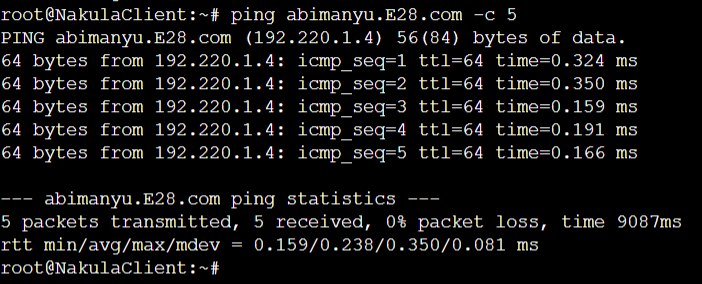 root@NakulaClient:~# ping abimanyu.E28.com -c 5
PING abimanyu.E28.com (192.220.1.4) 56(84) bytes of data.
64 bytes from 192.220.1.4: icmp_seq=1 ttl=64 time=0.324 ms
64 bytes from 192.220.1.4: icmp_seq=2 ttl=64 time=0.350 ms
64 bytes from 192.220.1.4: icmp_seq=3 ttl=64 time=0.159 ms
64 bytes from 192.220.1.4: icmp_seq=4 ttl=64 time=0.191 ms
64 bytes from 192.220.1.4: icmp_seq=5 ttl=64 time=0.166 ms

--- abimanyu.E28.com ping statistics ---
5 packets transmitted, 5 received, 0% packet loss, time 9087ms
rtt min/avg/max/mdev = 0.159/0.238/0.350/0.081 ms
root@NakulaClient:~#